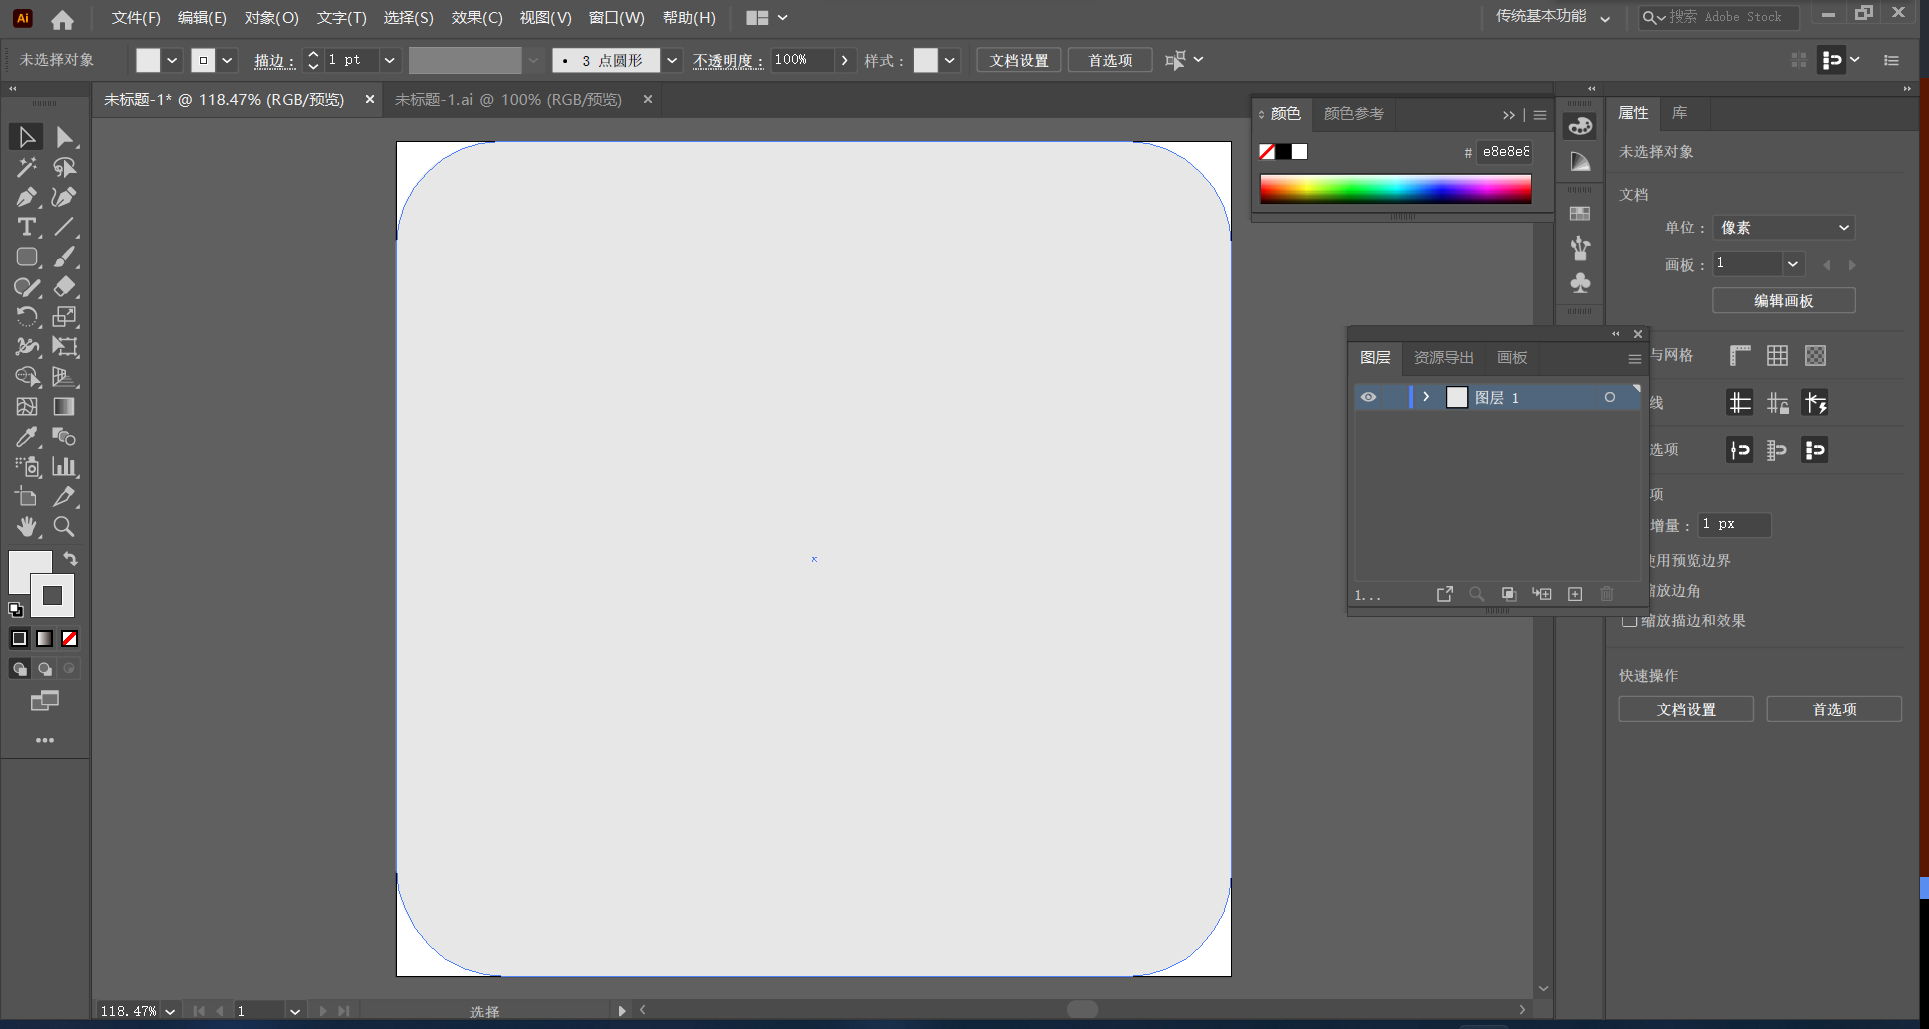 Ai 文件(F) 编辑(E) 对象(O) 文字(T) 选择(S) 效果(C) 视图(V) 窗口(W) 帮助(H) 传统基本功能 搜索 Adobe Stock
未选择对象 描边： 1 pt 3 点圆形 不透明度： 100% 样式： 文档设置 首选项
未标题-1* @ 118.47% (RGB/预览) × 未标题-1.ai @ 100% (RGB/预览) ×
颜色 颜色参考
# e8e8e8
属性 库
未选择对象
文档
单位： 像素
画板： 1
编辑画板
与网格
线
选项
项
增量： 1 px
使用预览边界
缩放边角
缩放描边和效果
快速操作
文档设置 首选项
图层 资源导出 画板
图层 1
1...
118.47% 1 选择